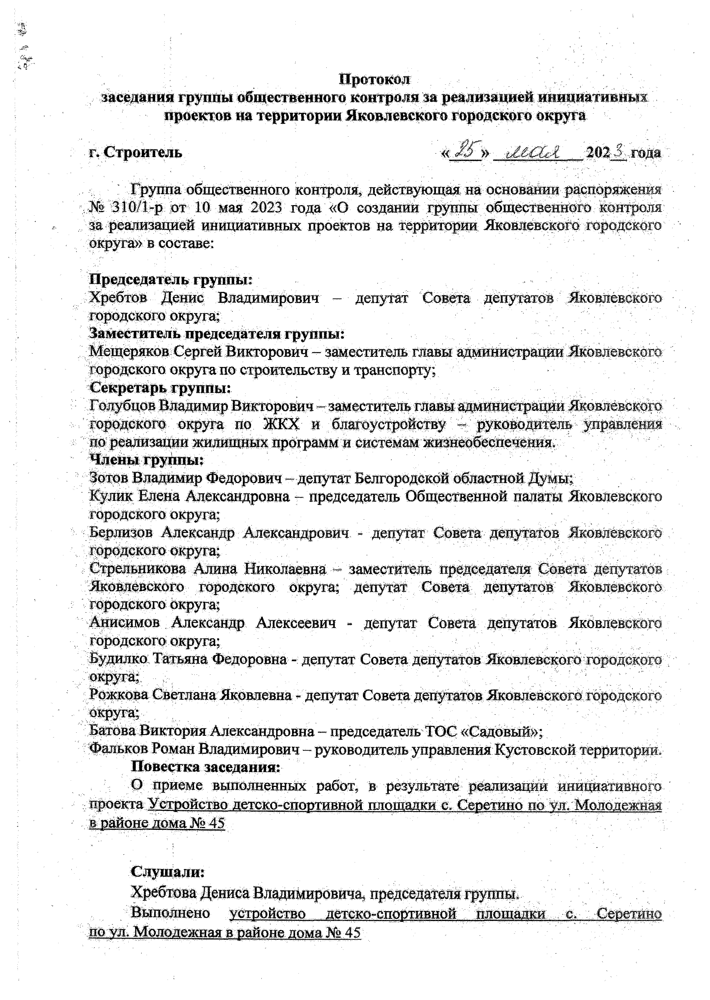 Протокол
заседания группы общественного контроля за реализацией инициативных
проектов на территории Яковлевского городского округа
г. Строитель «25» мая 2023 года
Группа общественного контроля, действующая на основании распоряжения
№ 310/1-р от 10 мая 2023 года «О создании группы общественного контроля
за реализацией инициативных проектов на территории Яковлевского городского
округа» в составе:
Председатель группы:
Хребтов Денис Владимирович – депутат Совета депутатов Яковлевского
городского округа;
Заместитель председателя группы:
Мещеряков Сергей Викторович – заместитель главы администрации Яковлевского
городского округа по строительству и транспорту;
Секретарь группы:
Голубцов Владимир Викторович – заместитель главы администрации Яковлевского
городского округа по ЖКХ и благоустройству – руководитель управления
по реализации жилищных программ и системам жизнеобеспечения.
Члены группы:
Зотов Владимир Федорович – депутат Белгородской областной Думы;
Кулик Елена Александровна – председатель Общественной палаты Яковлевского
городского округа;
Берлизов Александр Александрович - депутат Совета депутатов Яковлевского
городского округа;
Стрельникова Алина Николаевна – заместитель председателя Совета депутатов
Яковлевского городского округа; депутат Совета депутатов Яковлевского
городского округа;
Анисимов Александр Алексеевич - депутат Совета депутатов Яковлевского
городского округа;
Будилко Татьяна Федоровна - депутат Совета депутатов Яковлевского городского
округа;
Рожкова Светлана Яковлевна - депутат Совета депутатов Яковлевского городского
округа;
Батова Виктория Александровна – председатель ТОС «Садовый»;
Фальков Роман Владимирович – руководитель управления Кустовской территории.
Повестка заседания:
О приеме выполненных работ, в результате реализации инициативного
проекта Устройство детско-спортивной площадки с. Серетино по ул. Молодежная
в районе дома № 45
Слушали:
Хребтова Дениса Владимировича, председателя группы.
Выполнено устройство детско-спортивной площадки с. Серетино
по ул. Молодежная в районе дома № 45